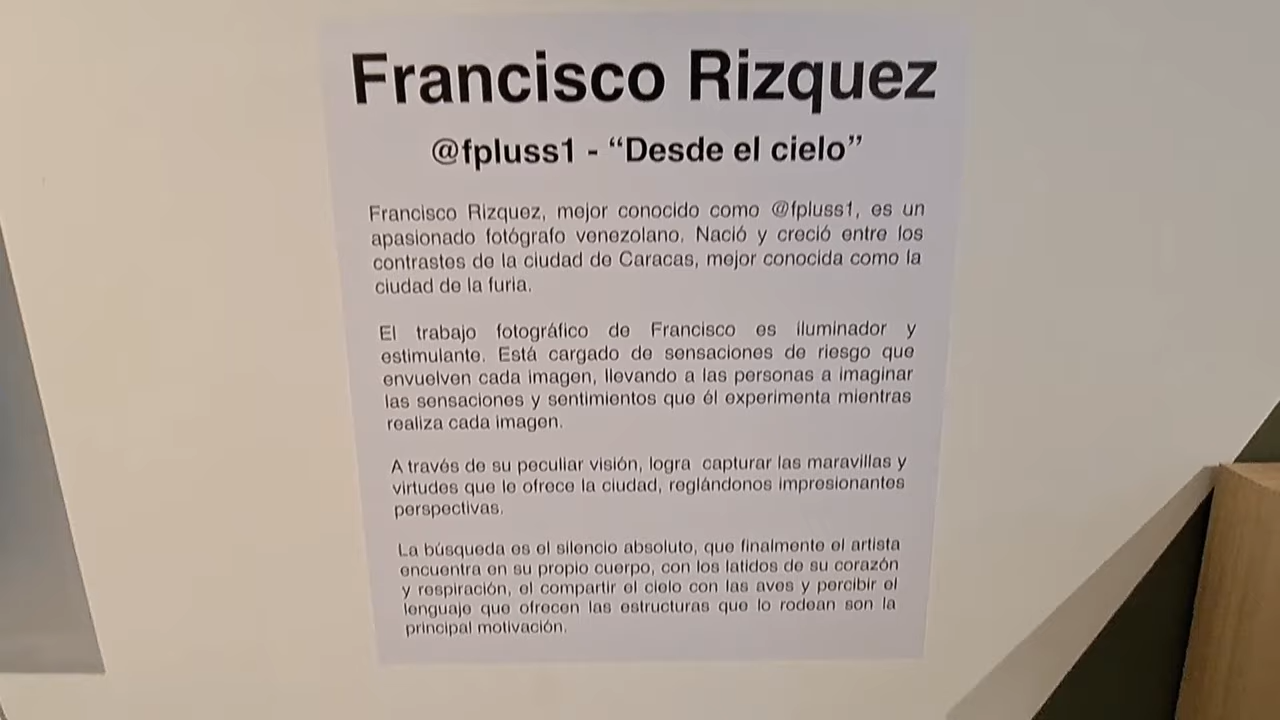 Francisco Rizquez
@fpluss1 - “Desde el cielo”
Francisco Rizquez, mejor conocido como @fpluss1, es un
apasionado fotógrafo venezolano. Nació y creció entre los
contrastes de la ciudad de Caracas, mejor conocida como la
ciudad de la furia.
El trabajo fotográfico de Francisco es iluminador y
estimulante. Está cargado de sensaciones de riesgo que
envuelven cada imagen, llevando a las personas a imaginar
las sensaciones y sentimientos que él experimenta mientras
realiza cada imagen.
A través de su peculiar visión, logra capturar las maravillas y
virtudes que le ofrece la ciudad, reglándonos impresionantes
perspectivas.
La búsqueda es el silencio absoluto, que finalmente el artista
encuentra en su propio cuerpo, con los latidos de su corazón
y respiración, el compartir el cielo con las aves y percibir el
lenguaje que ofrecen las estructuras que lo rodean son la
principal motivación.